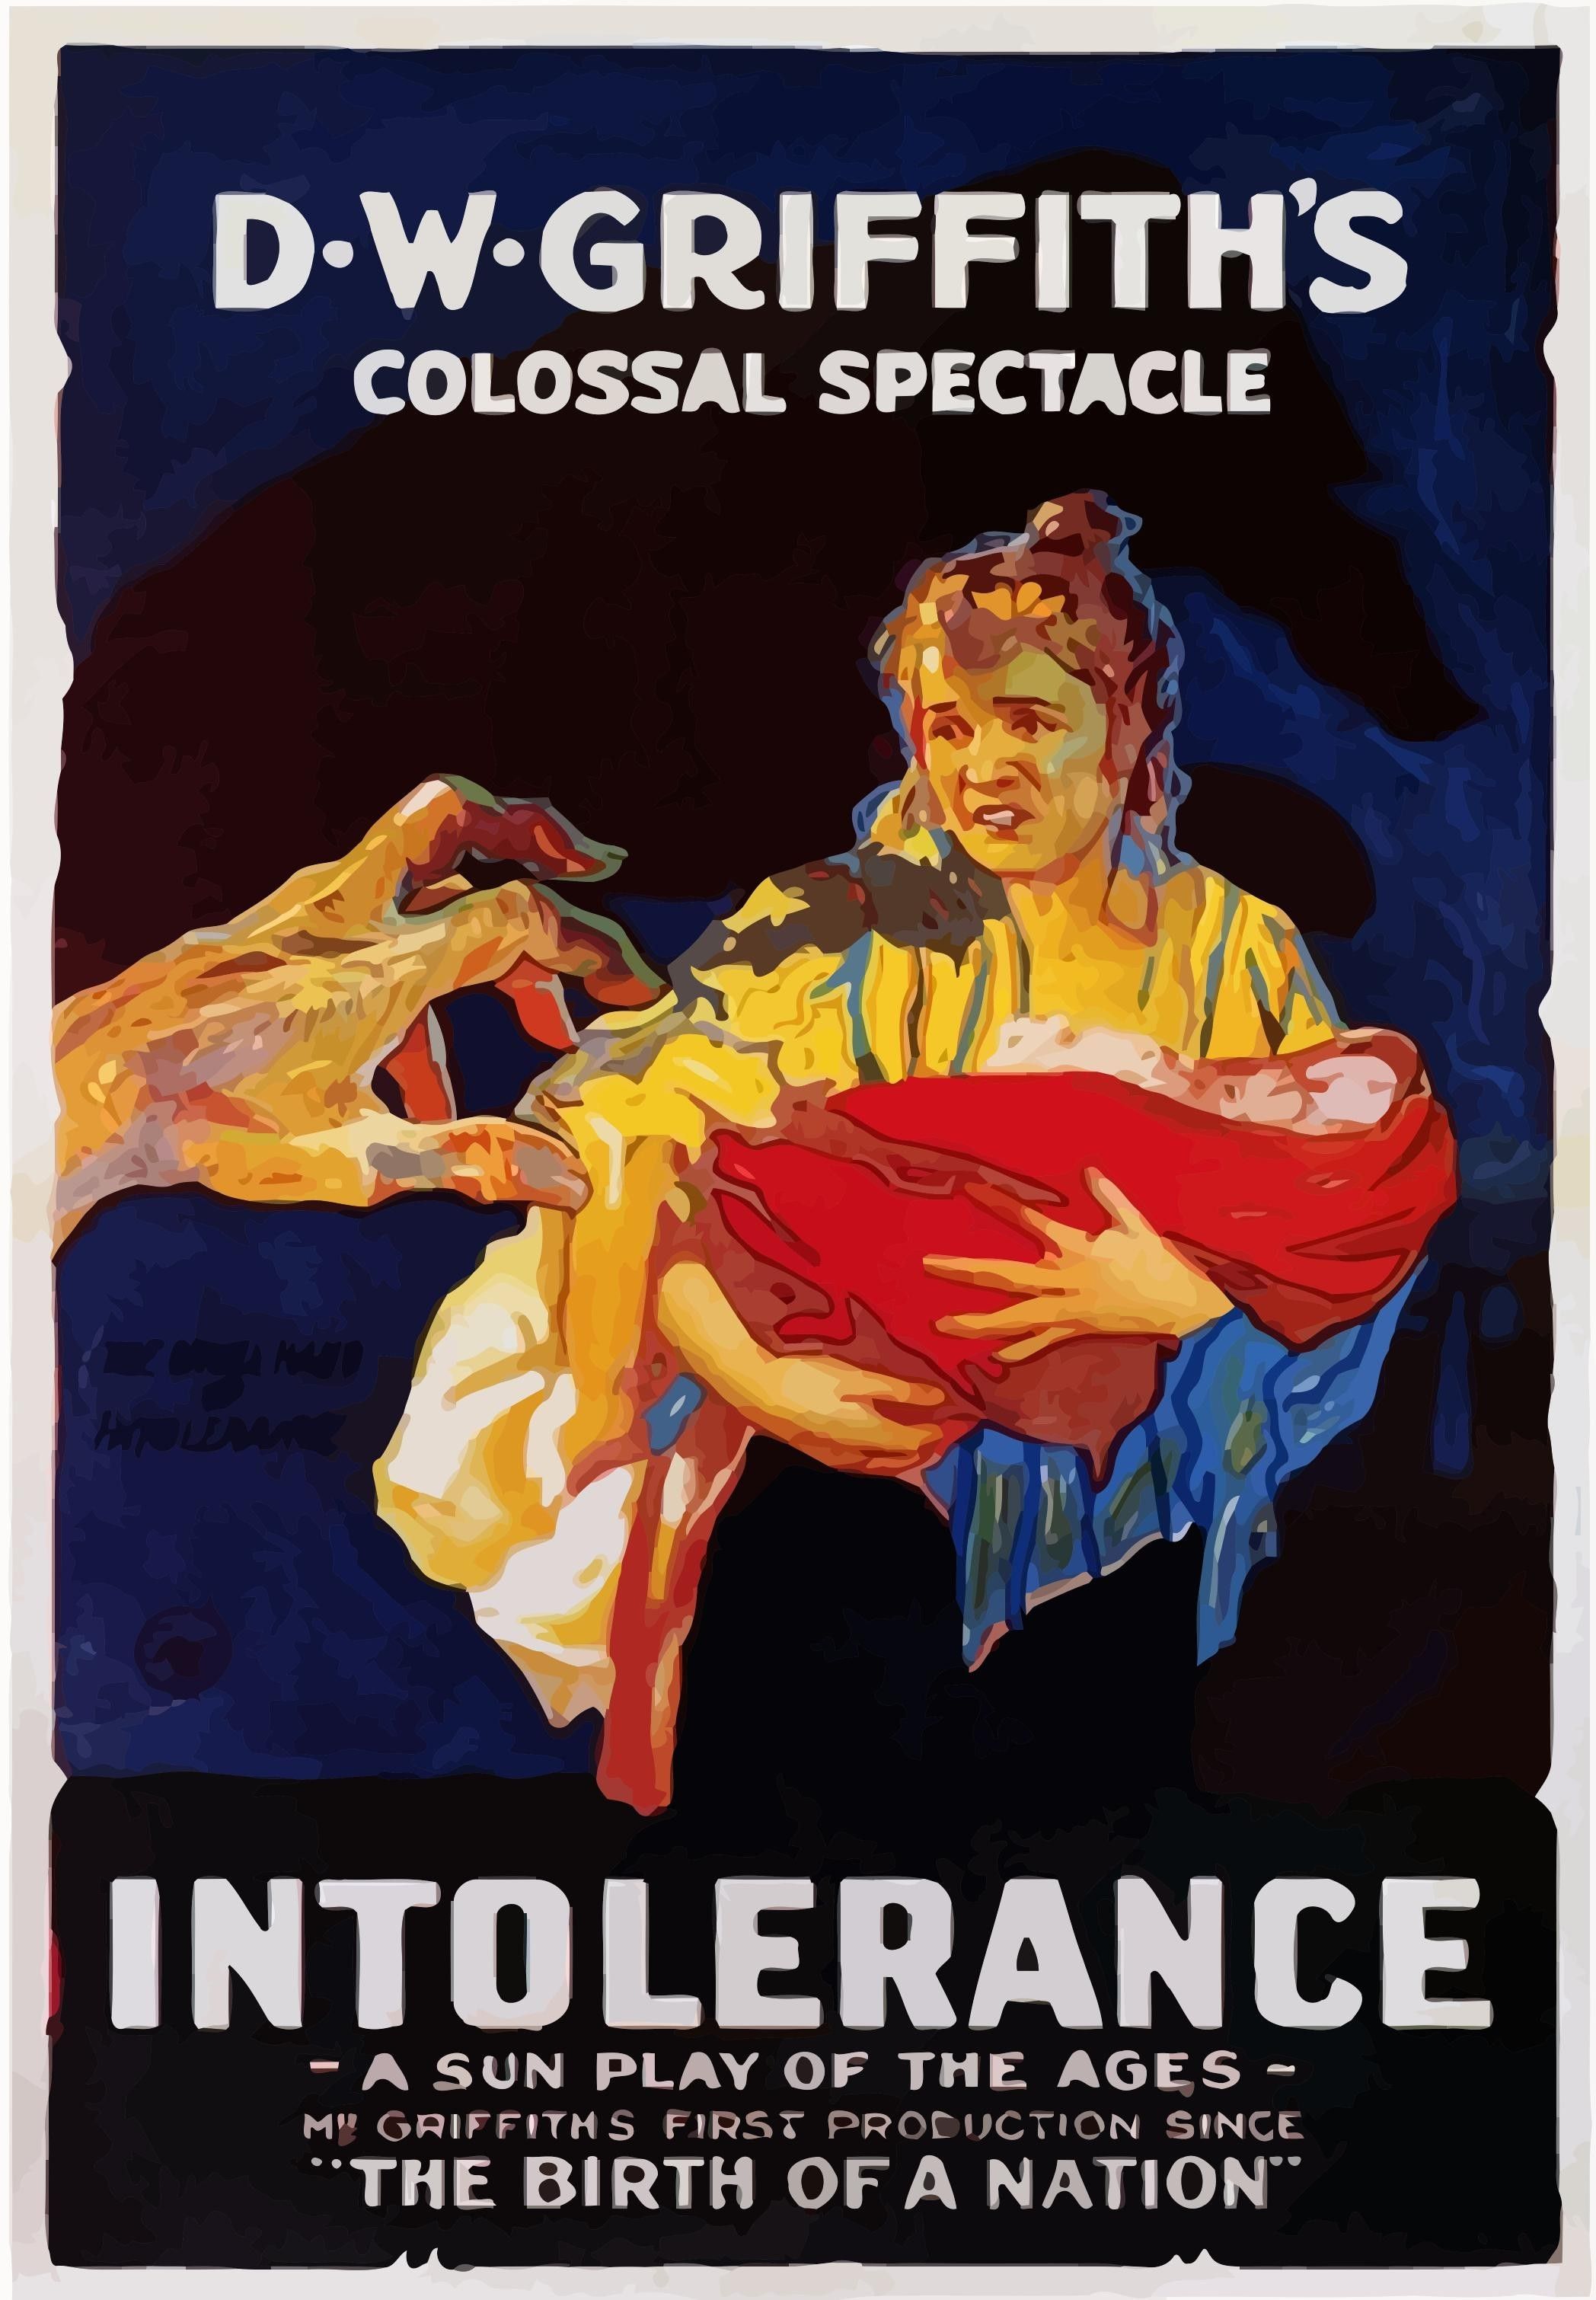 D·W·GRIFFITH'S
COLOSSAL SPECTACLE
INTOLERANCE
- A SUN PLAY OF THE AGES -
MR GRIFFITHS FIRST PRODUCTION SINCE
"THE BIRTH OF A NATION"